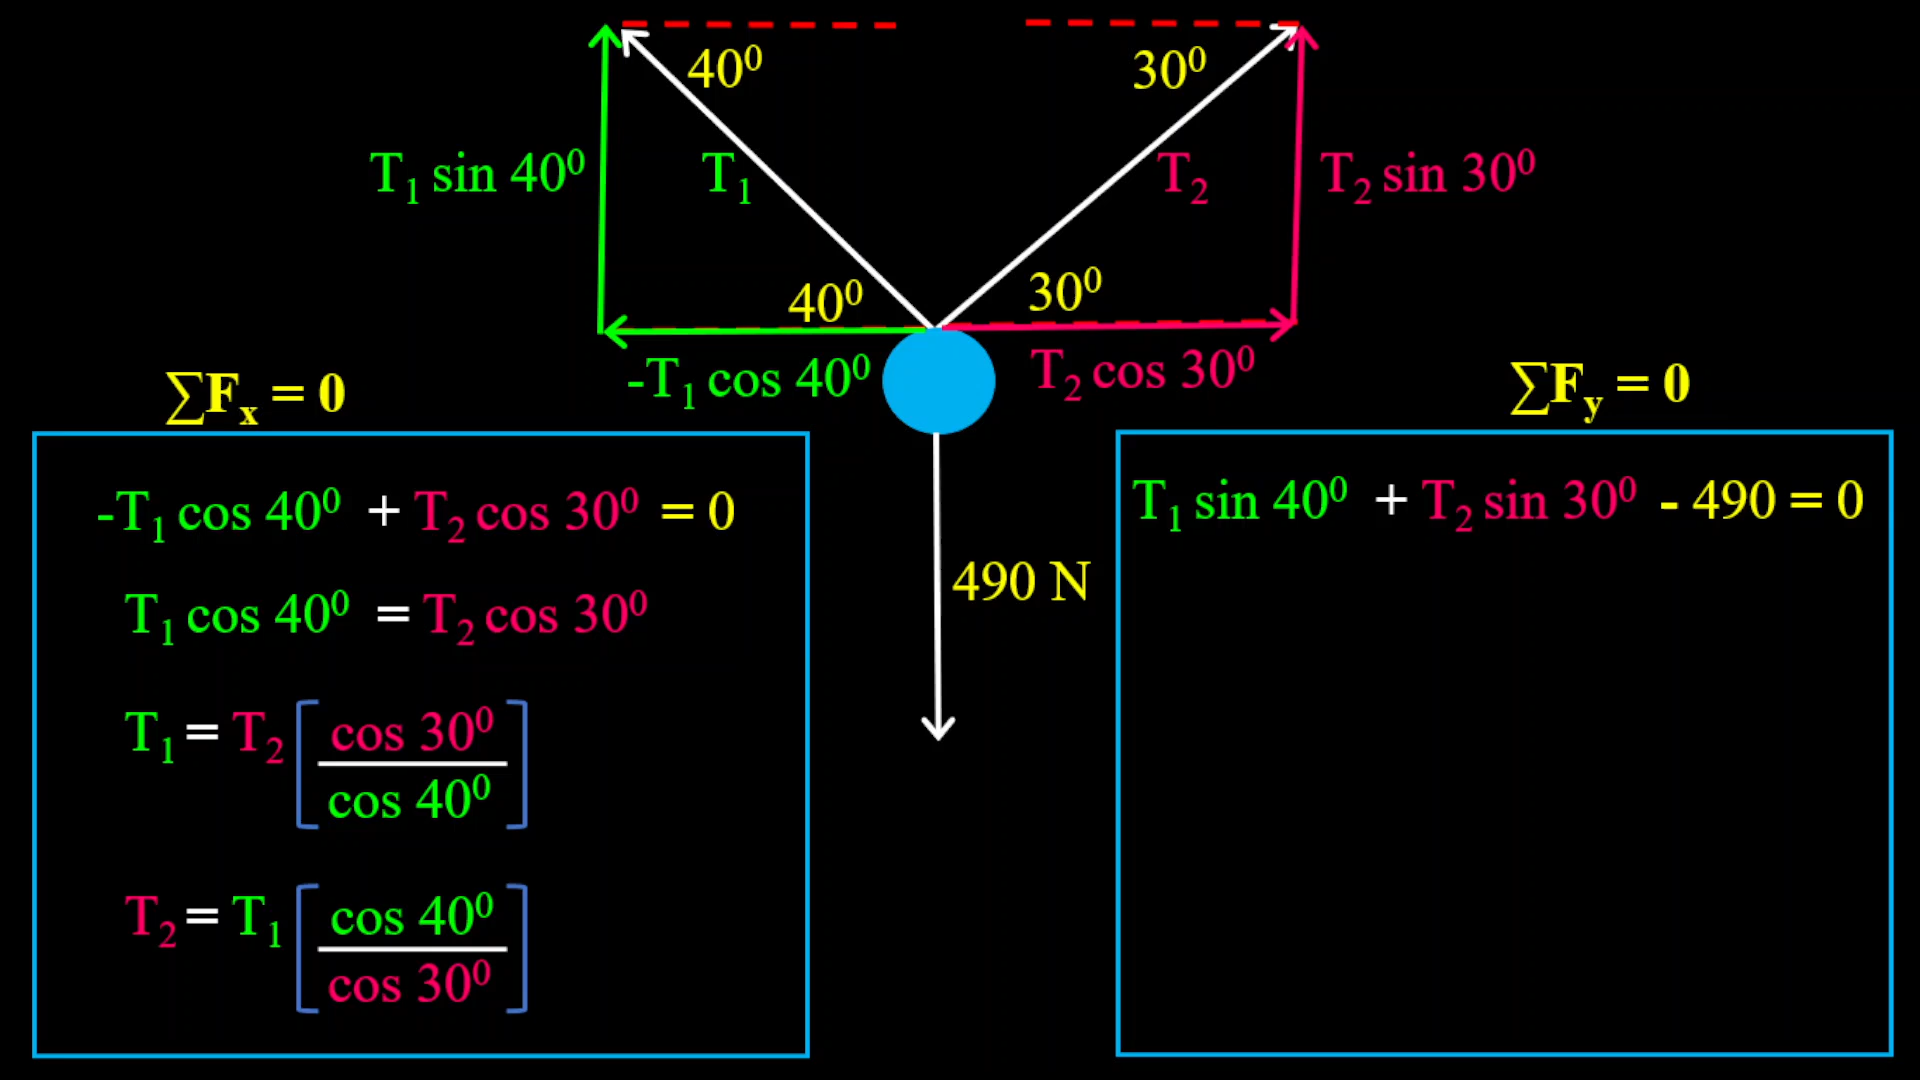 40⁰ 30⁰
T₁ sin 40⁰ T₁ T₂ T₂ sin 30⁰
40⁰ 30⁰
-T₁ cos 40⁰ T₂ cos 30⁰
∑Fₓ = 0
∑Fy = 0
-T₁ cos 40⁰ + T₂ cos 30⁰ = 0
T₁ cos 40⁰ = T₂ cos 30⁰
T₁ = T₂ [cos 30⁰ / cos 40⁰]
T₂ = T₁ [cos 40⁰ / cos 30⁰]
490 N
T₁ sin 40⁰ + T₂ sin 30⁰ - 490 = 0